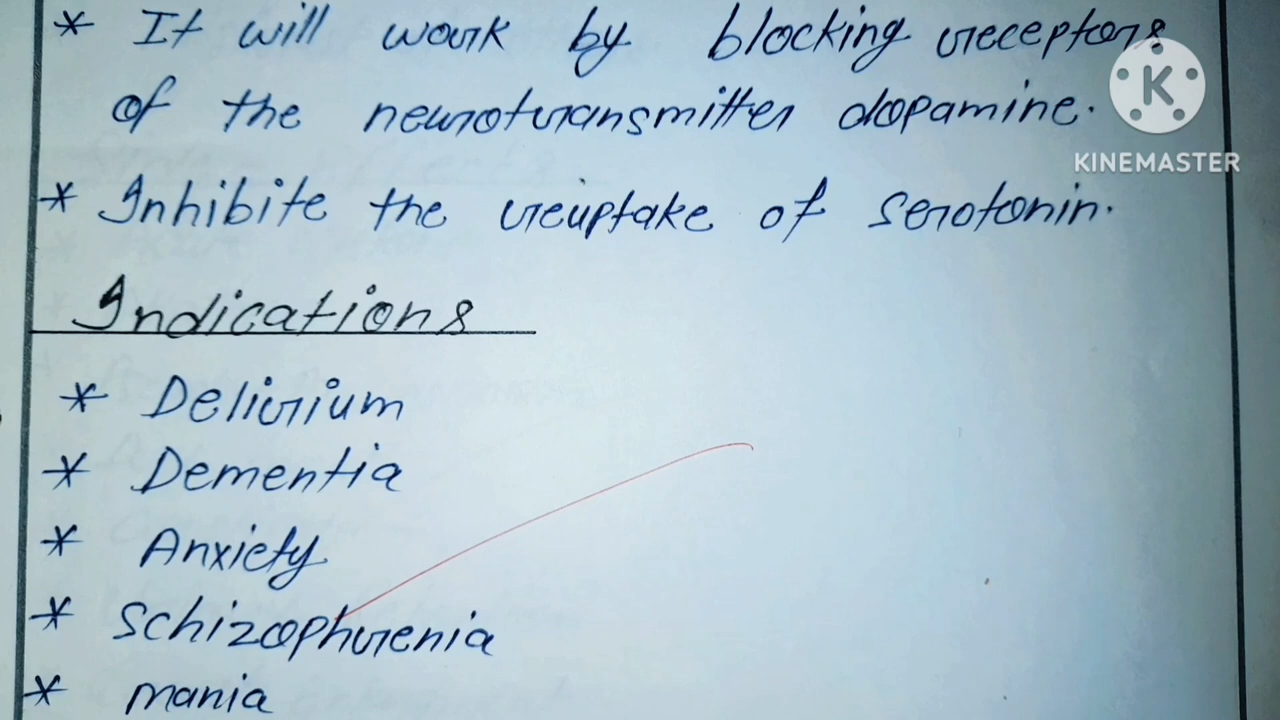 * It will work by blocking receptors
of the neurotransmitter dopamine.
* Inhibite the reuptake of serotonin.
Indications
* Delirium
* Dementia
* Anxiety
* Schizophrenia
* mania
K
KINEMASTER